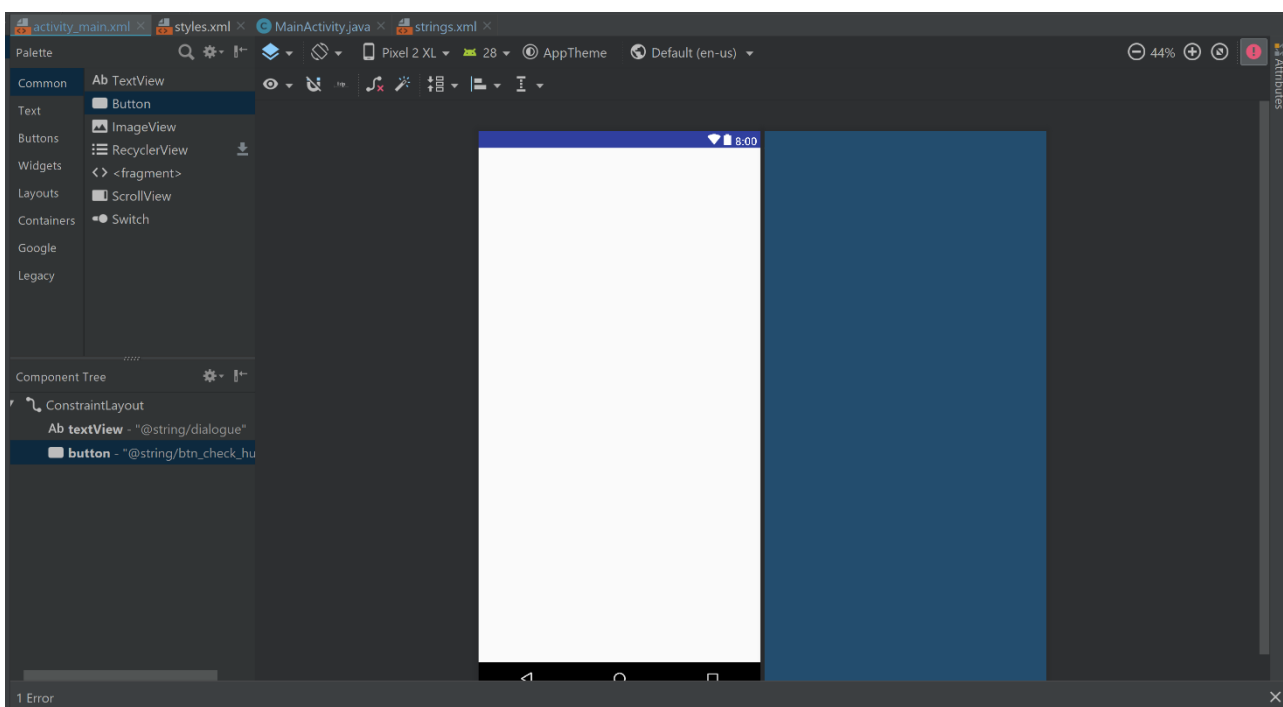 activity_main.xml styles.xml MainActivity.java strings.xml
Palette Pixel 2 XL 28 AppTheme Default (en-us) 44%
Attributes
Common
Text
Buttons
Widgets
Layouts
Containers
Google
Legacy
Ab TextView
Button
ImageView
RecyclerView
<fragment>
ScrollView
Switch
8:00
Component Tree
ConstraintLayout
Ab textView - "@string/dialogue"
button - "@string/btn_check_hu
1 Error